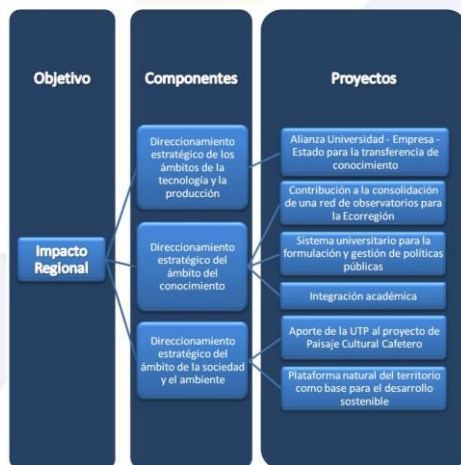 Objetivo
Componentes
Proyectos
Impacto
Regional
Direccionamiento
estratégico de los
ámbitos de la
tecnología y la
producción
Direccionamiento
estratégico del
ámbito del
conocimiento
Direccionamiento
estratégico del
ámbito de la sociedad
y el ambiente
Alianza Universidad - Empresa -
Estado para la transferencia de
conocimiento
Contribución a la consolidación
de una red de observatorios para
la Ecorregión
Sistema universitario para la
formulación y gestión de políticas
públicas
Integración académica
Aporte de la UTP al proyecto de
Paisaje Cultural Cafetero
Plataforma natural del territorio
como base para el desarrollo
sostenible